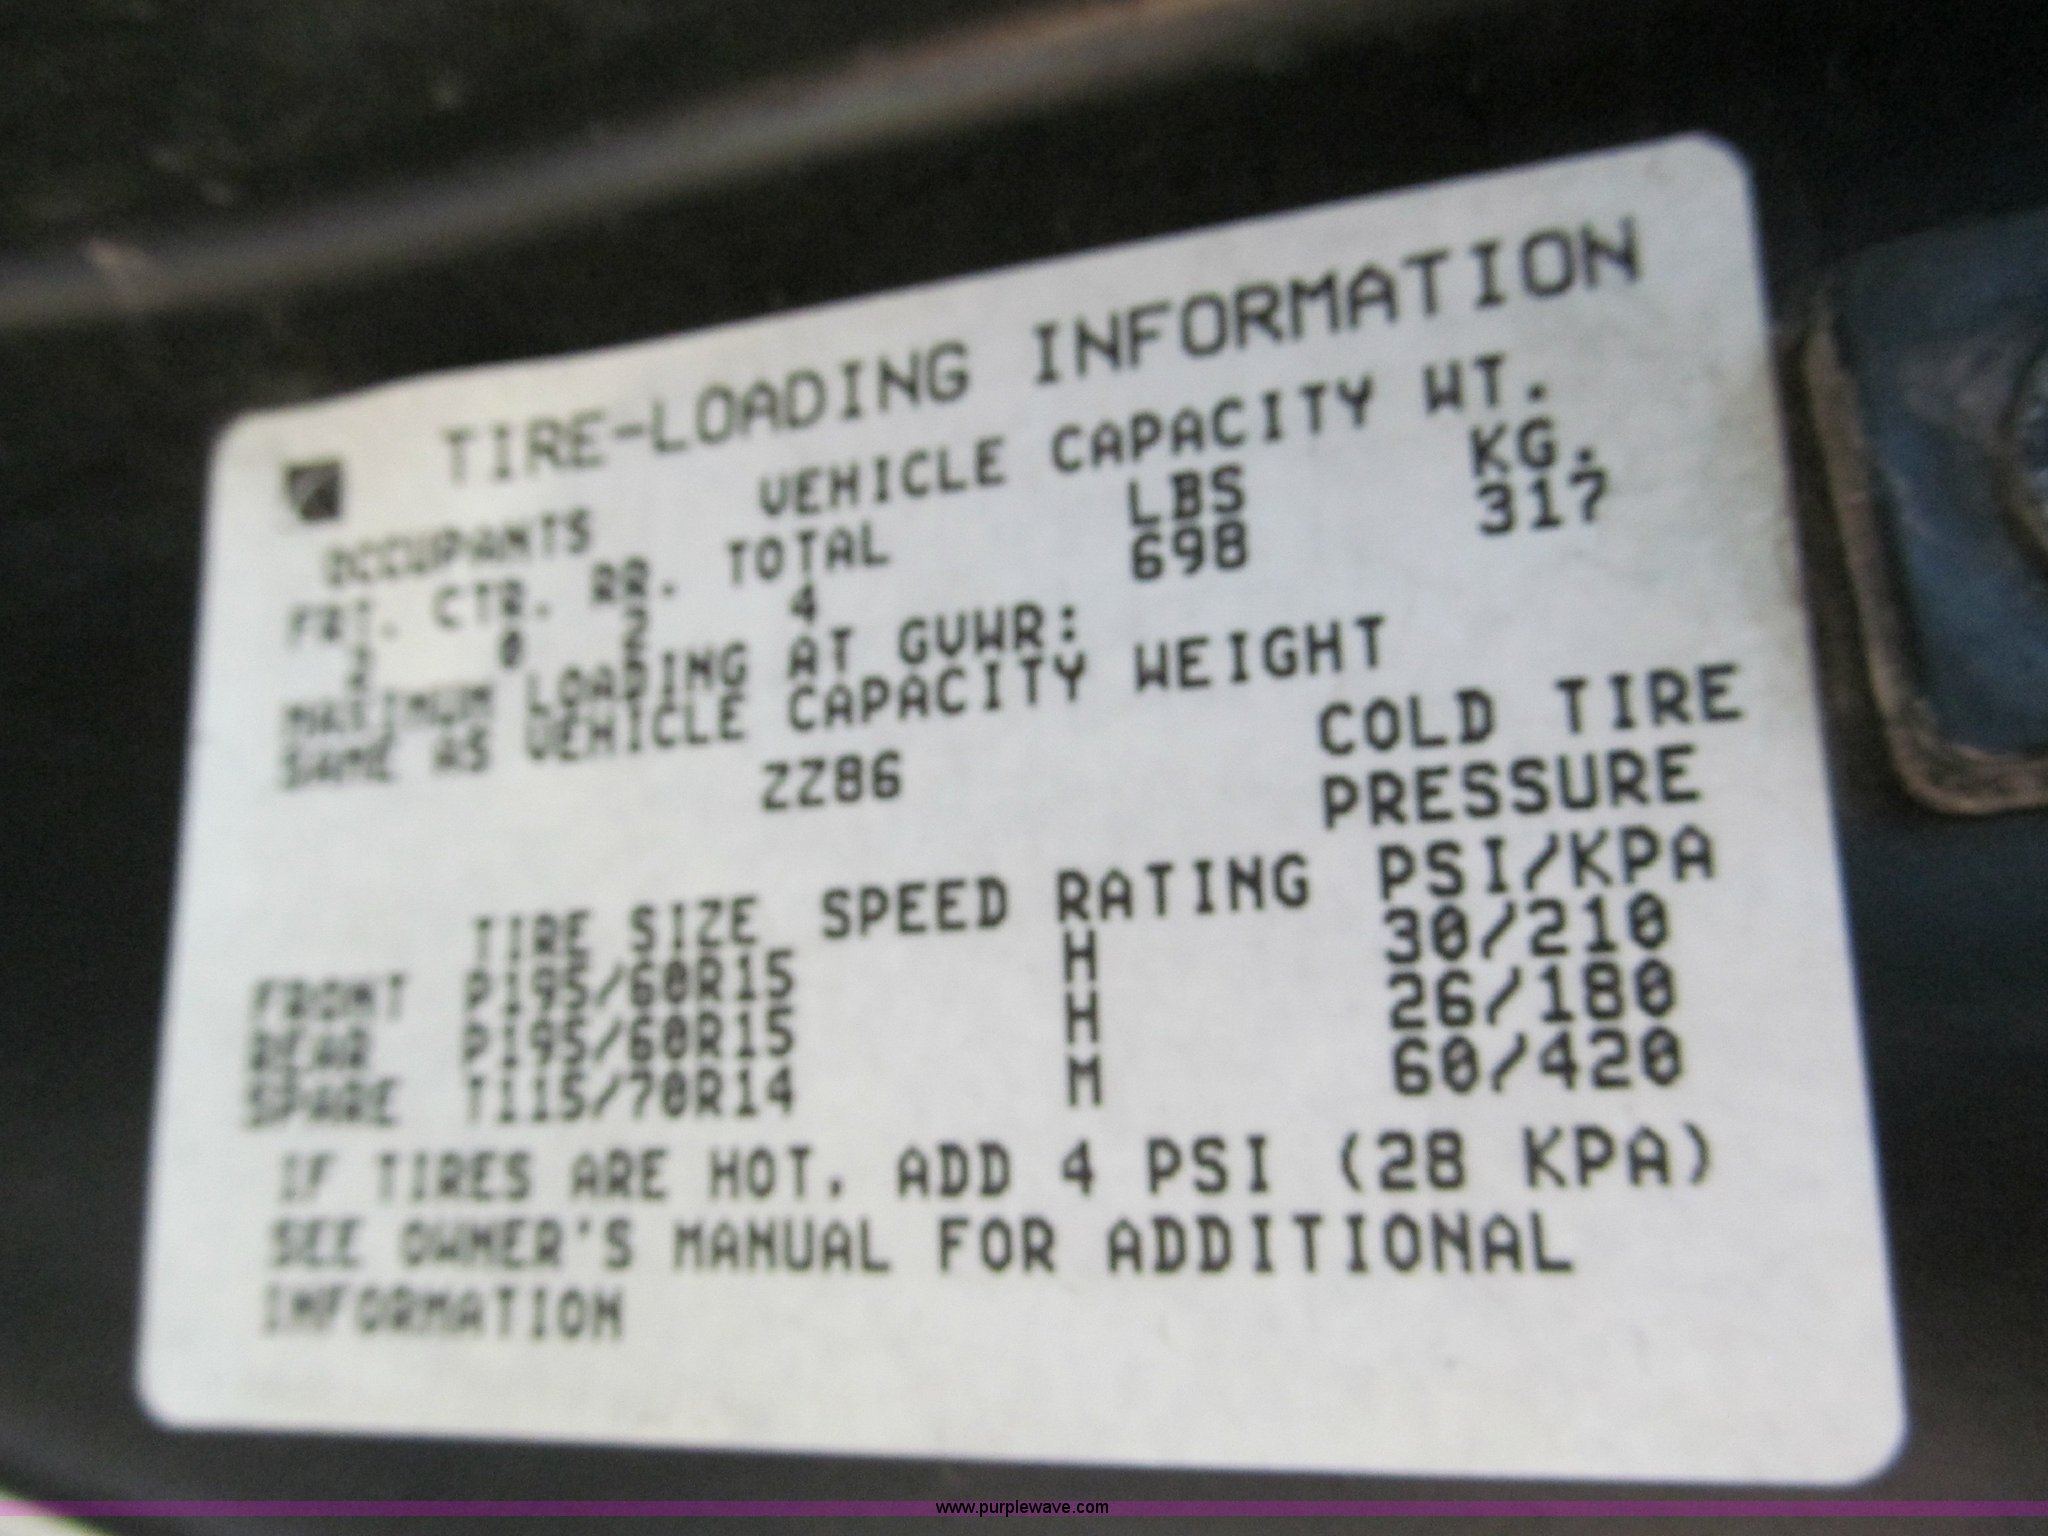 TIRE-LOADING INFORMATION
OCCUPANTS VEHICLE CAPACITY WT.
FRT. CTR. RR. TOTAL LBS KG.
2 0 2 4 698 317
MAXIMUM LOADING AT GVWR:
SAME AS VEHICLE CAPACITY WEIGHT
ZZ86
COLD TIRE
PRESSURE
TIRE SIZE SPEED RATING PSI/KPA
FRONT P195/60R15 H 30/210
REAR P195/60R15 H 26/180
SPARE T115/70R14 M 60/420
IF TIRES ARE HOT, ADD 4 PSI (28 KPA)
SEE OWNER'S MANUAL FOR ADDITIONAL
INFORMATION
www.purplewave.com